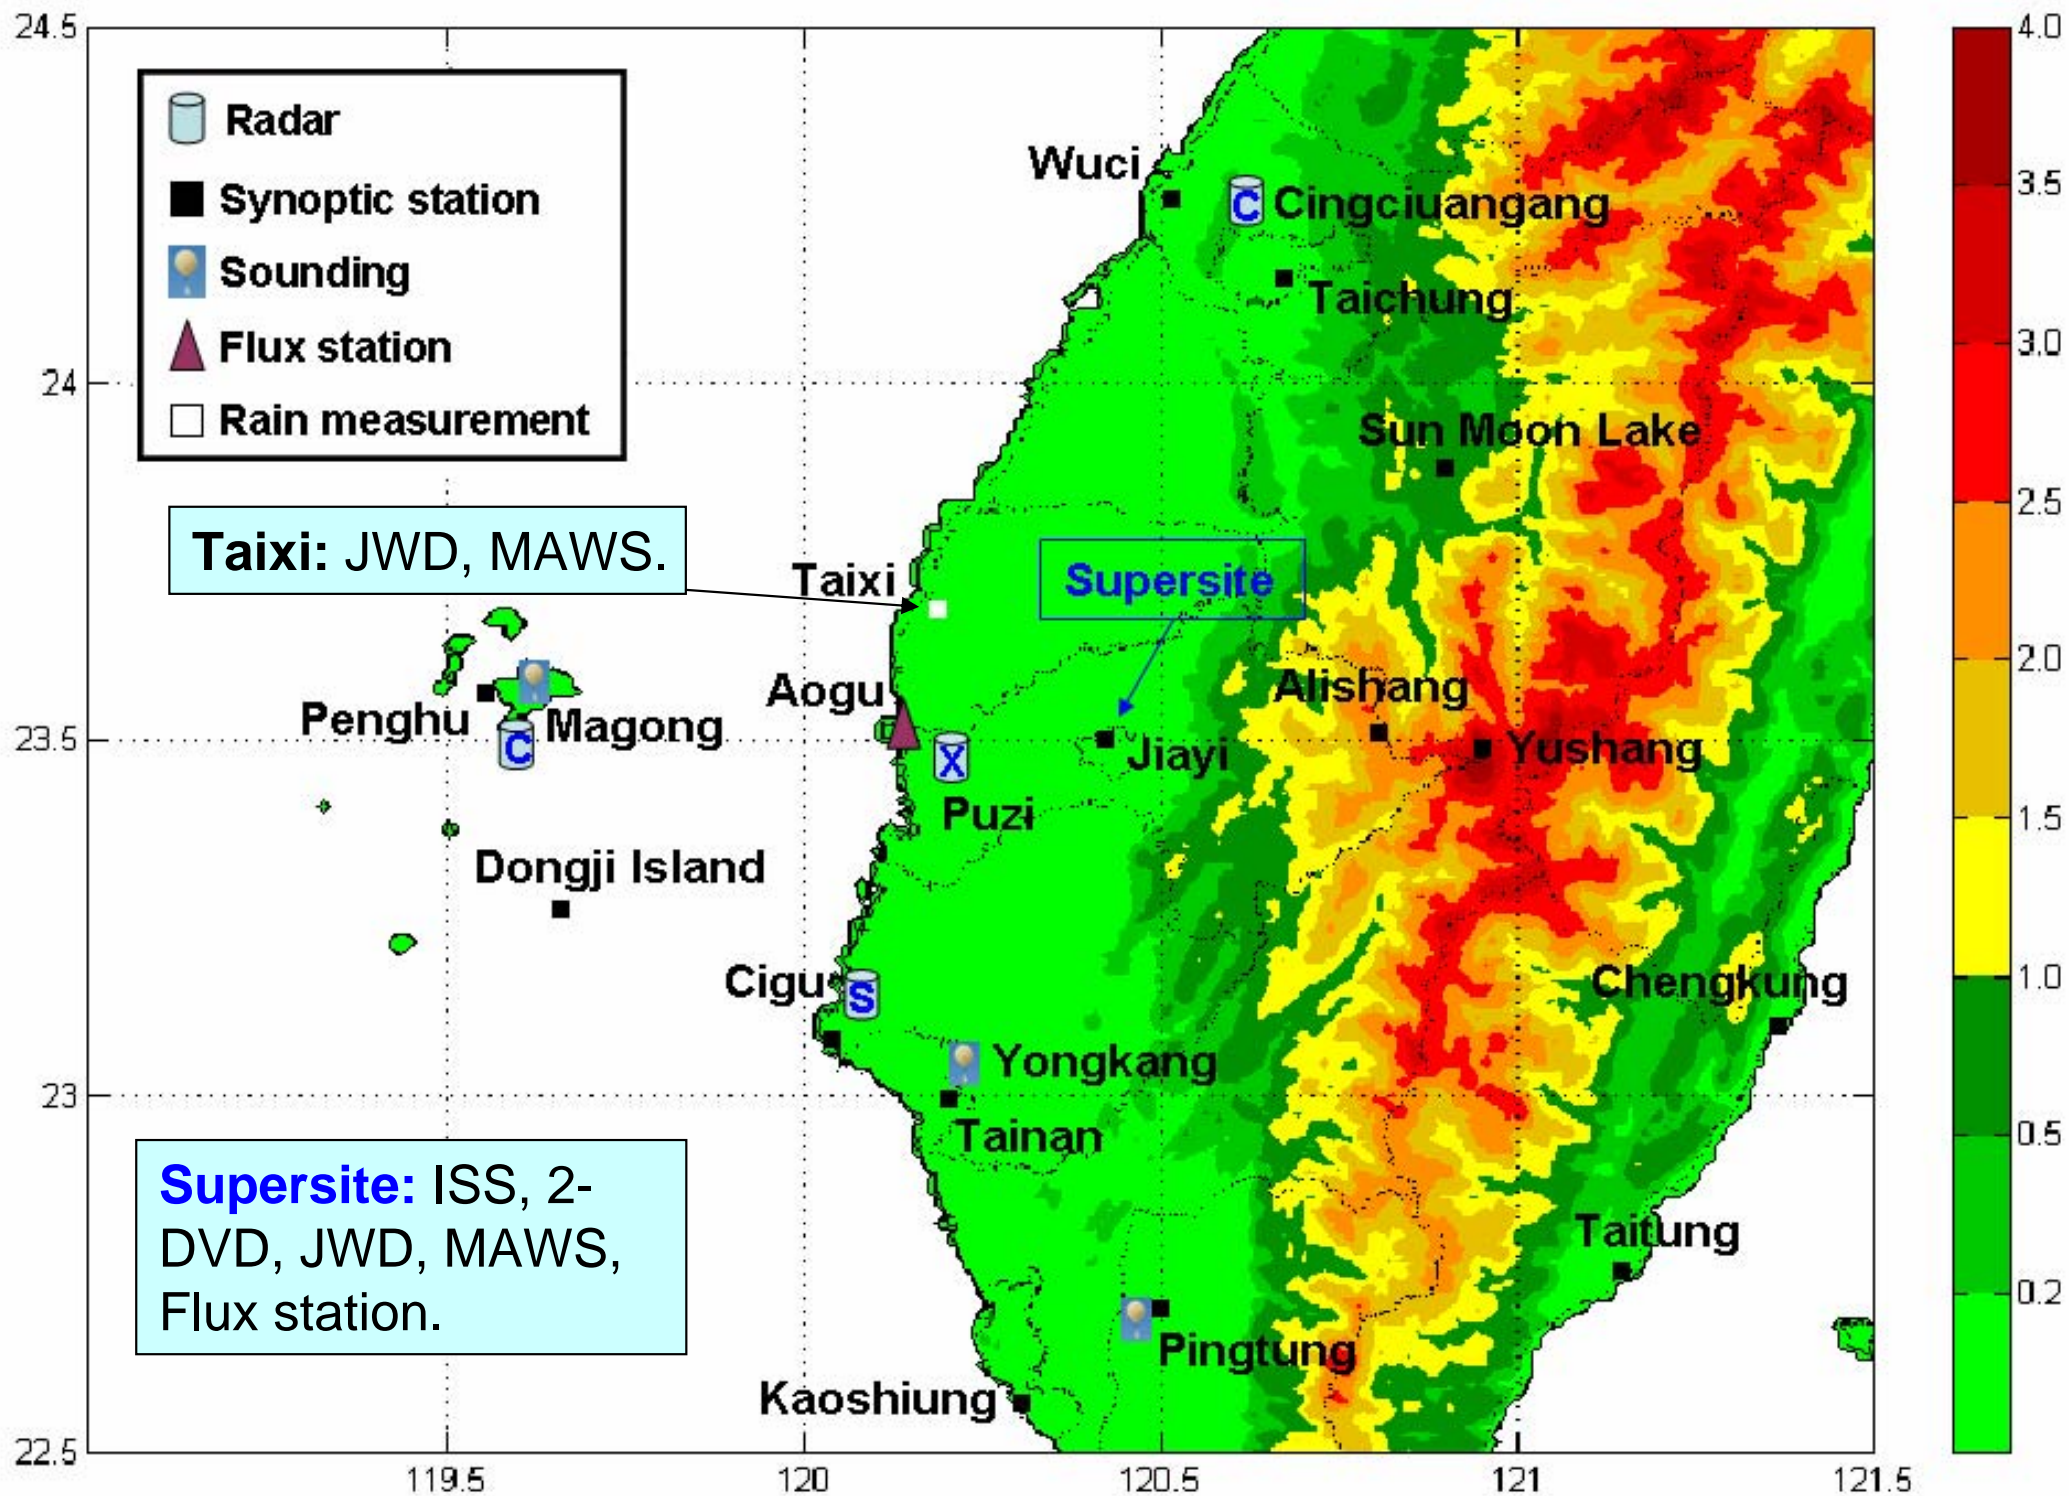 24.5
24
23.5
23
22.5
119.5
120
120.5
121
121.5
4.0
3.5
3.0
2.5
2.0
1.5
1.0
0.5
0.2
Radar
Synoptic station
Sounding
Flux station
Rain measurement
Taixi: JWD, MAWS.
Supersite: ISS, 2-
DVD, JWD, MAWS,
Flux station.
Wuci
C Cingciuangang
Taichung
Sun Moon Lake
Taixi
Supersite
Aogu
Alishang
Penghu
Magong
C
X
Jiayi
Yushang
Puzi
Dongji Island
Cigu
S
Chengkung
Yongkang
Tainan
Taitung
Pingtung
Kaoshiung